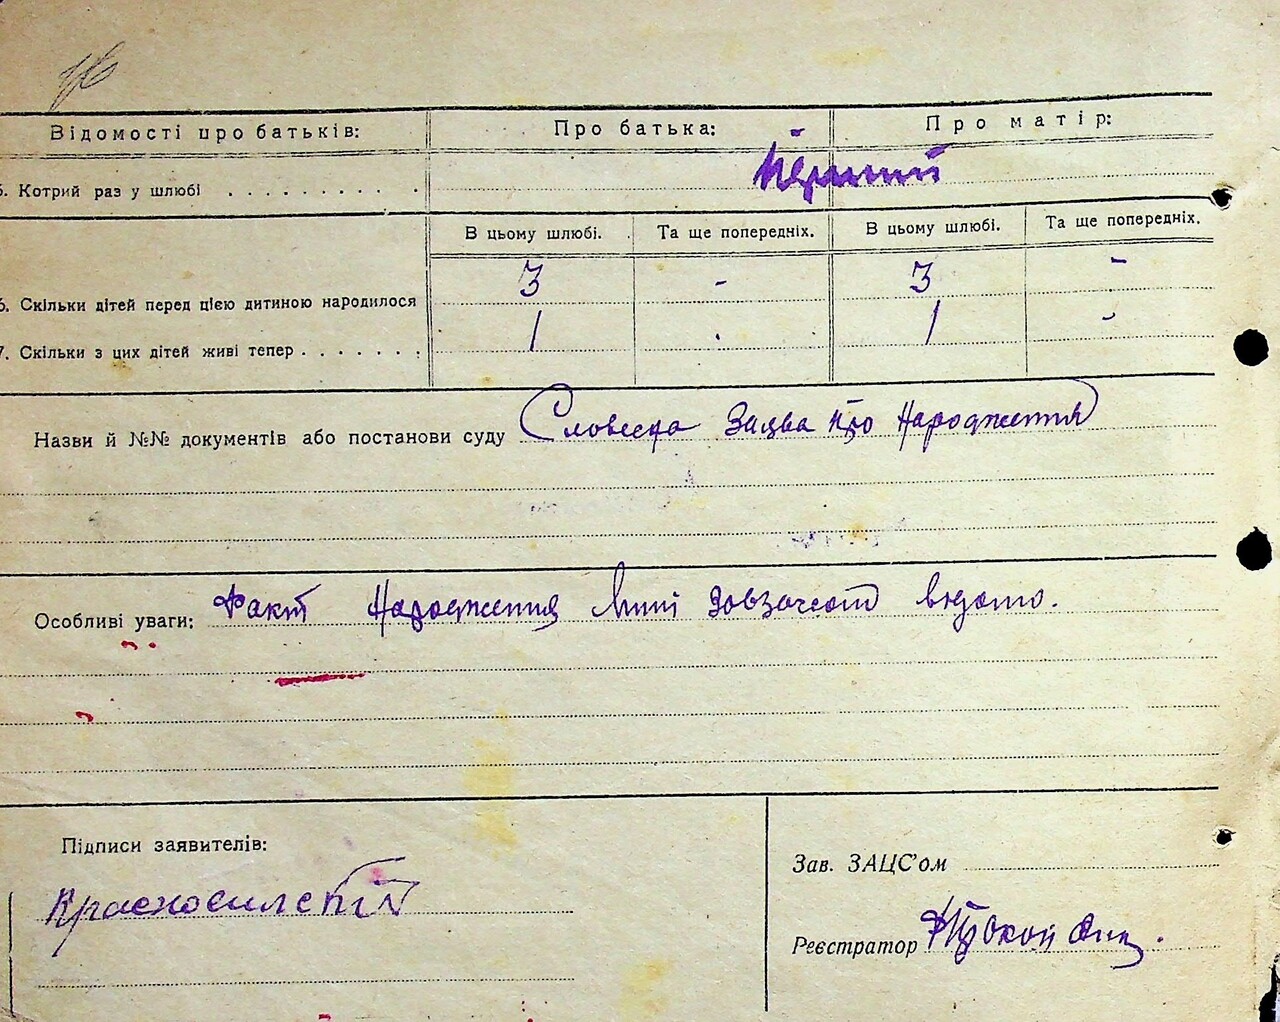 Відомості про батьків: Про батька: Про матір:
5. Котрий раз у шлюбі Перший
В цьому шлюбі. Та ще попередніх. В цьому шлюбі. Та ще попередніх.
6. Скільки дітей перед цією дитиною народилося 3 - 3 -
7. Скільки з цих дітей живі тепер 1 - 1 -
Назви й №№ документів або постанови суду Словесна Заява про Народження
Особливі уваги: Факт Народження Мині
Підписи заявителів:
Зав. ЗАЦС'ом
Красносилский
Реєстратор